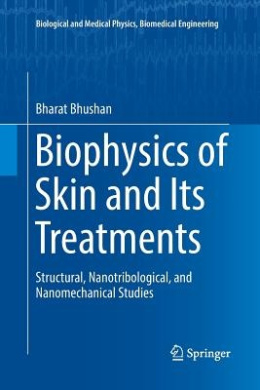 Biological and Medical Physics, Biomedical Engineering
Bharat Bhushan
Biophysics of
Skin and Its
Treatments
Structural, Nanotribological, and
Nanomechanical Studies
Springer